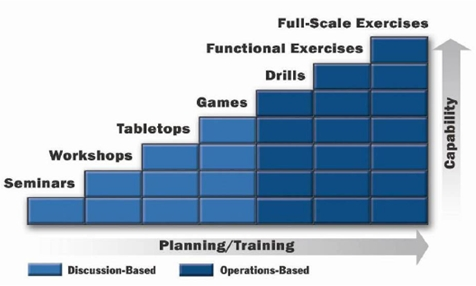 Full-Scale Exercises
Functional Exercises
Drills
Games
Tabletops
Workshops
Seminars
Capability
Planning/Training
Discussion-Based
Operations-Based